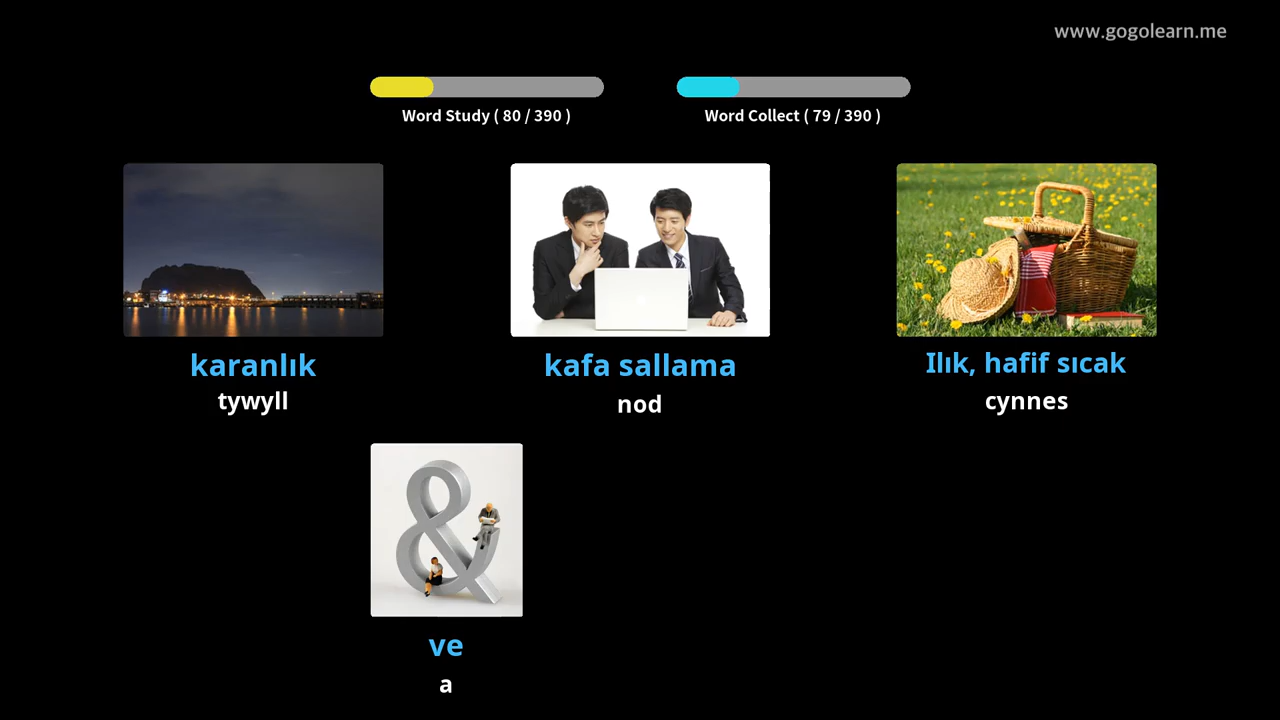 www.gogolearn.me
Word Study ( 80 / 390 )
Word Collect ( 79 / 390 )
karanlık
tywyll
kafa sallama
nod
Ilık, hafif sıcak
cynnes
&
ve
a